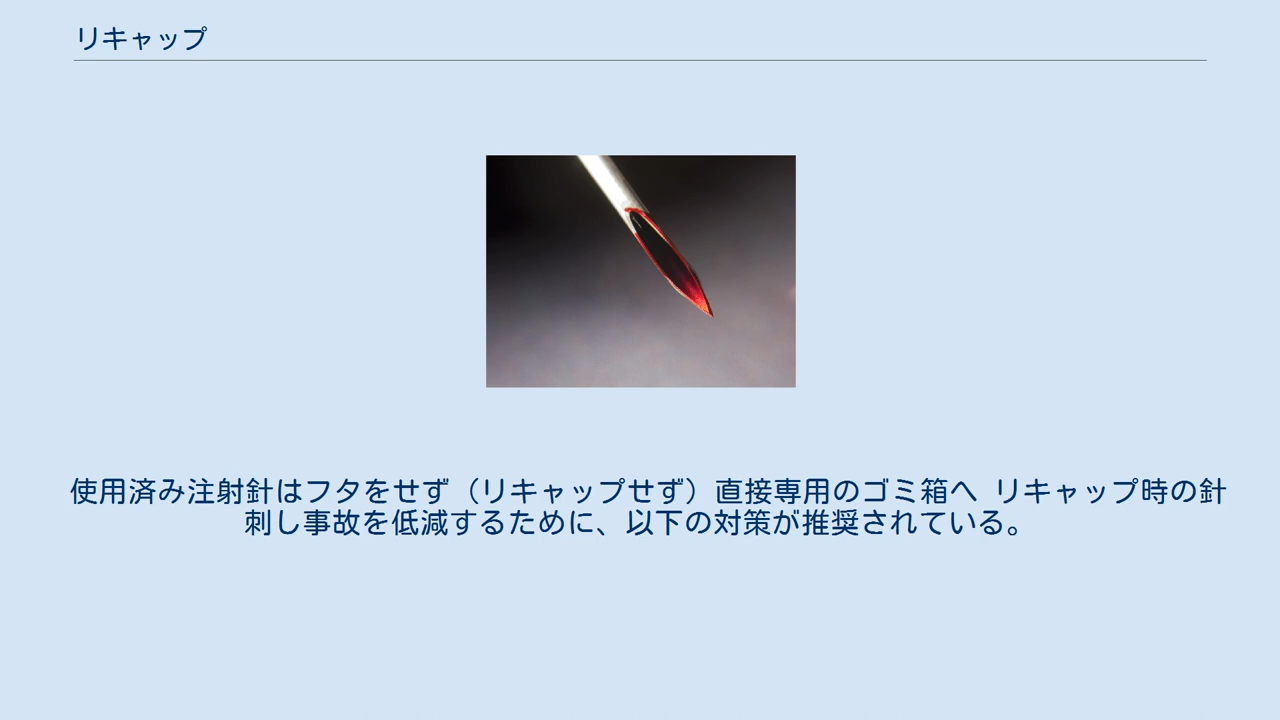 リキャップ
使用済み注射針はフタをせず（リキャップせず）直接専用のゴミ箱へ リキャップ時の針
刺し事故を低減するために、以下の対策が推奨されている。